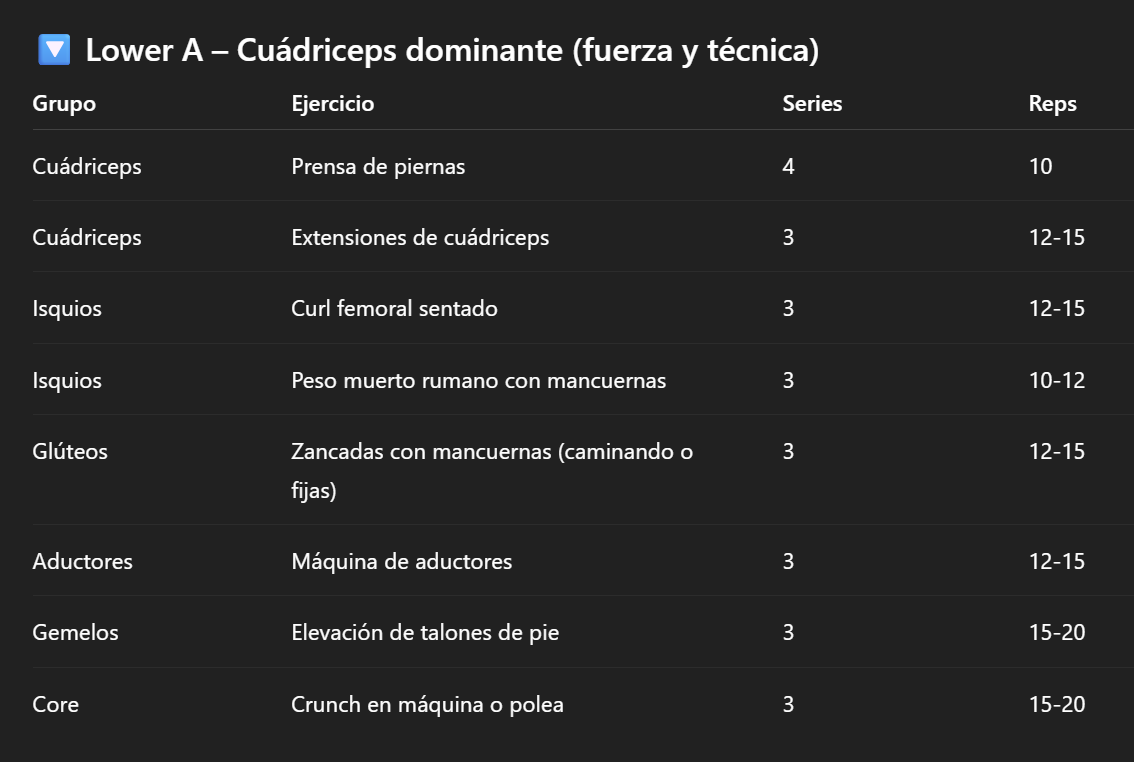 🔽 Lower A – Cuádriceps dominante (fuerza y técnica)
Grupo Ejercicio Series Reps
Cuádriceps Prensa de piernas 4 10
Cuádriceps Extensiones de cuádriceps 3 12-15
Isquios Curl femoral sentado 3 12-15
Isquios Peso muerto rumano con mancuernas 3 10-12
Glúteos Zancadas con mancuernas (caminando o 3 12-15
fijas)
Aductores Máquina de aductores 3 12-15
Gemelos Elevación de talones de pie 3 15-20
Core Crunch en máquina o polea 3 15-20